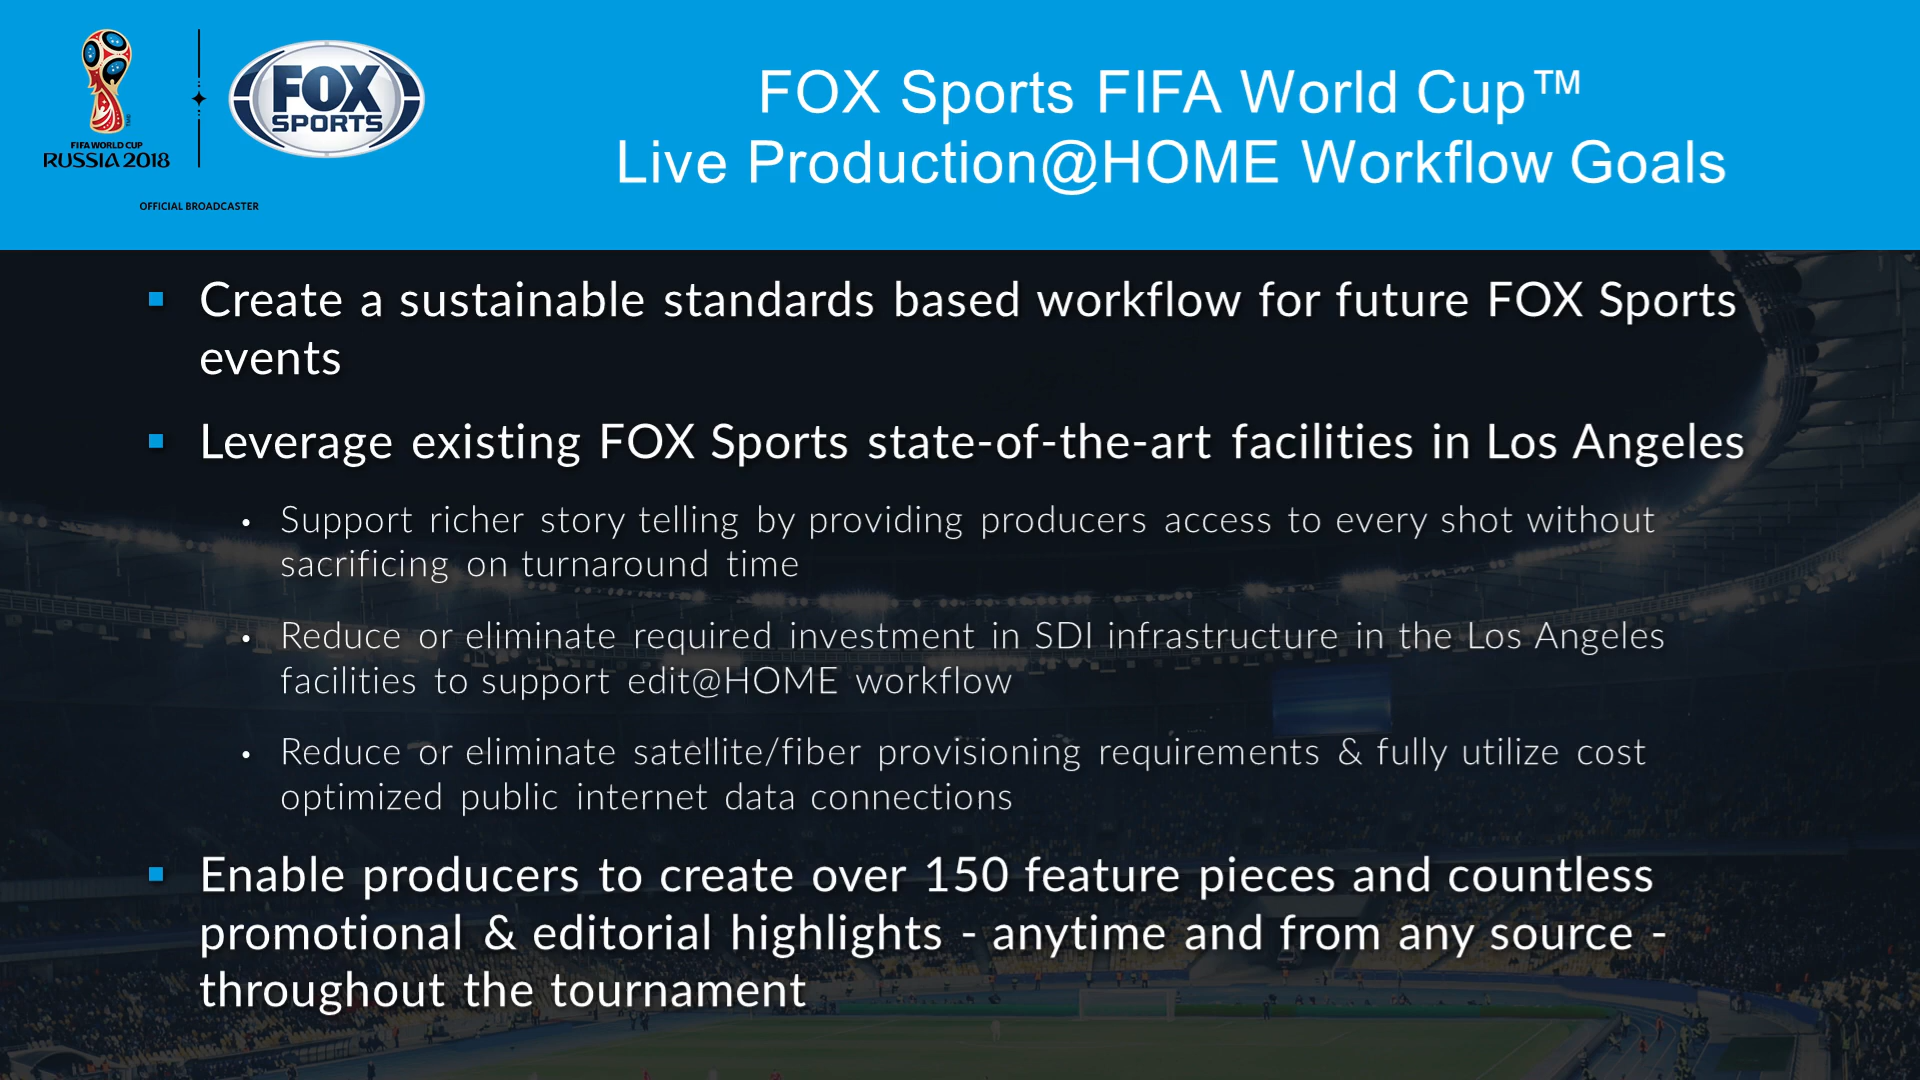 FIFA WORLD CUP
RUSSIA 2018
TM
FOX
SPORTS
OFFICIAL BROADCASTER
FOX Sports FIFA World Cup™
Live Production@HOME Workflow Goals
▪ Create a sustainable standards based workflow for future FOX Sports
events
▪ Leverage existing FOX Sports state-of-the-art facilities in Los Angeles
• Support richer story telling by providing producers access to every shot without
sacrificing on turnaround time
• Reduce or eliminate required investment in SDI infrastructure in the Los Angeles
facilities to support edit@HOME workflow
• Reduce or eliminate satellite/fiber provisioning requirements & fully utilize cost
optimized public internet data connections
▪ Enable producers to create over 150 feature pieces and countless
promotional & editorial highlights - anytime and from any source -
throughout the tournament